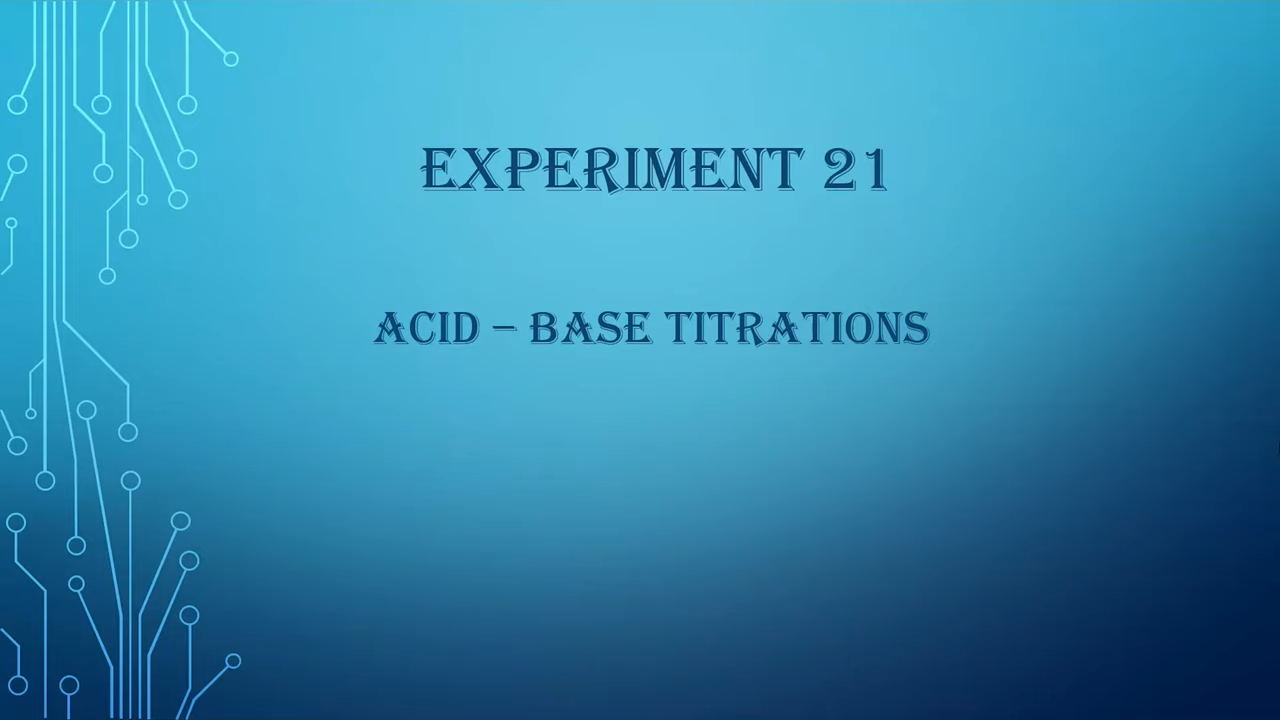 EXPERIMENT 21
ACID – BASE TITRATIONS